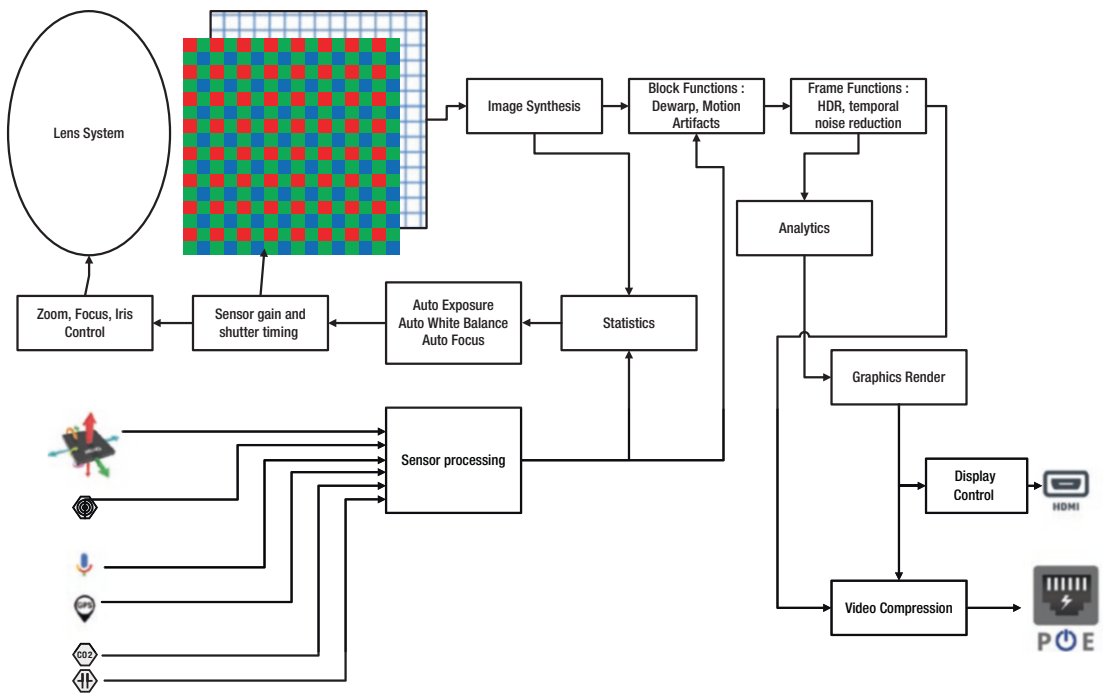 Lens System
Image Synthesis
Block Functions :
Dewarp, Motion
Artifacts
Frame Functions :
HDR, temporal
noise reduction
Analytics
Zoom, Focus, Iris
Control
Sensor gain and
shutter timing
Auto Exposure
Auto White Balance
Auto Focus
Statistics
Graphics Render
Sensor processing
Display
Control
HDMI
GPS
CO2
Video Compression
POE